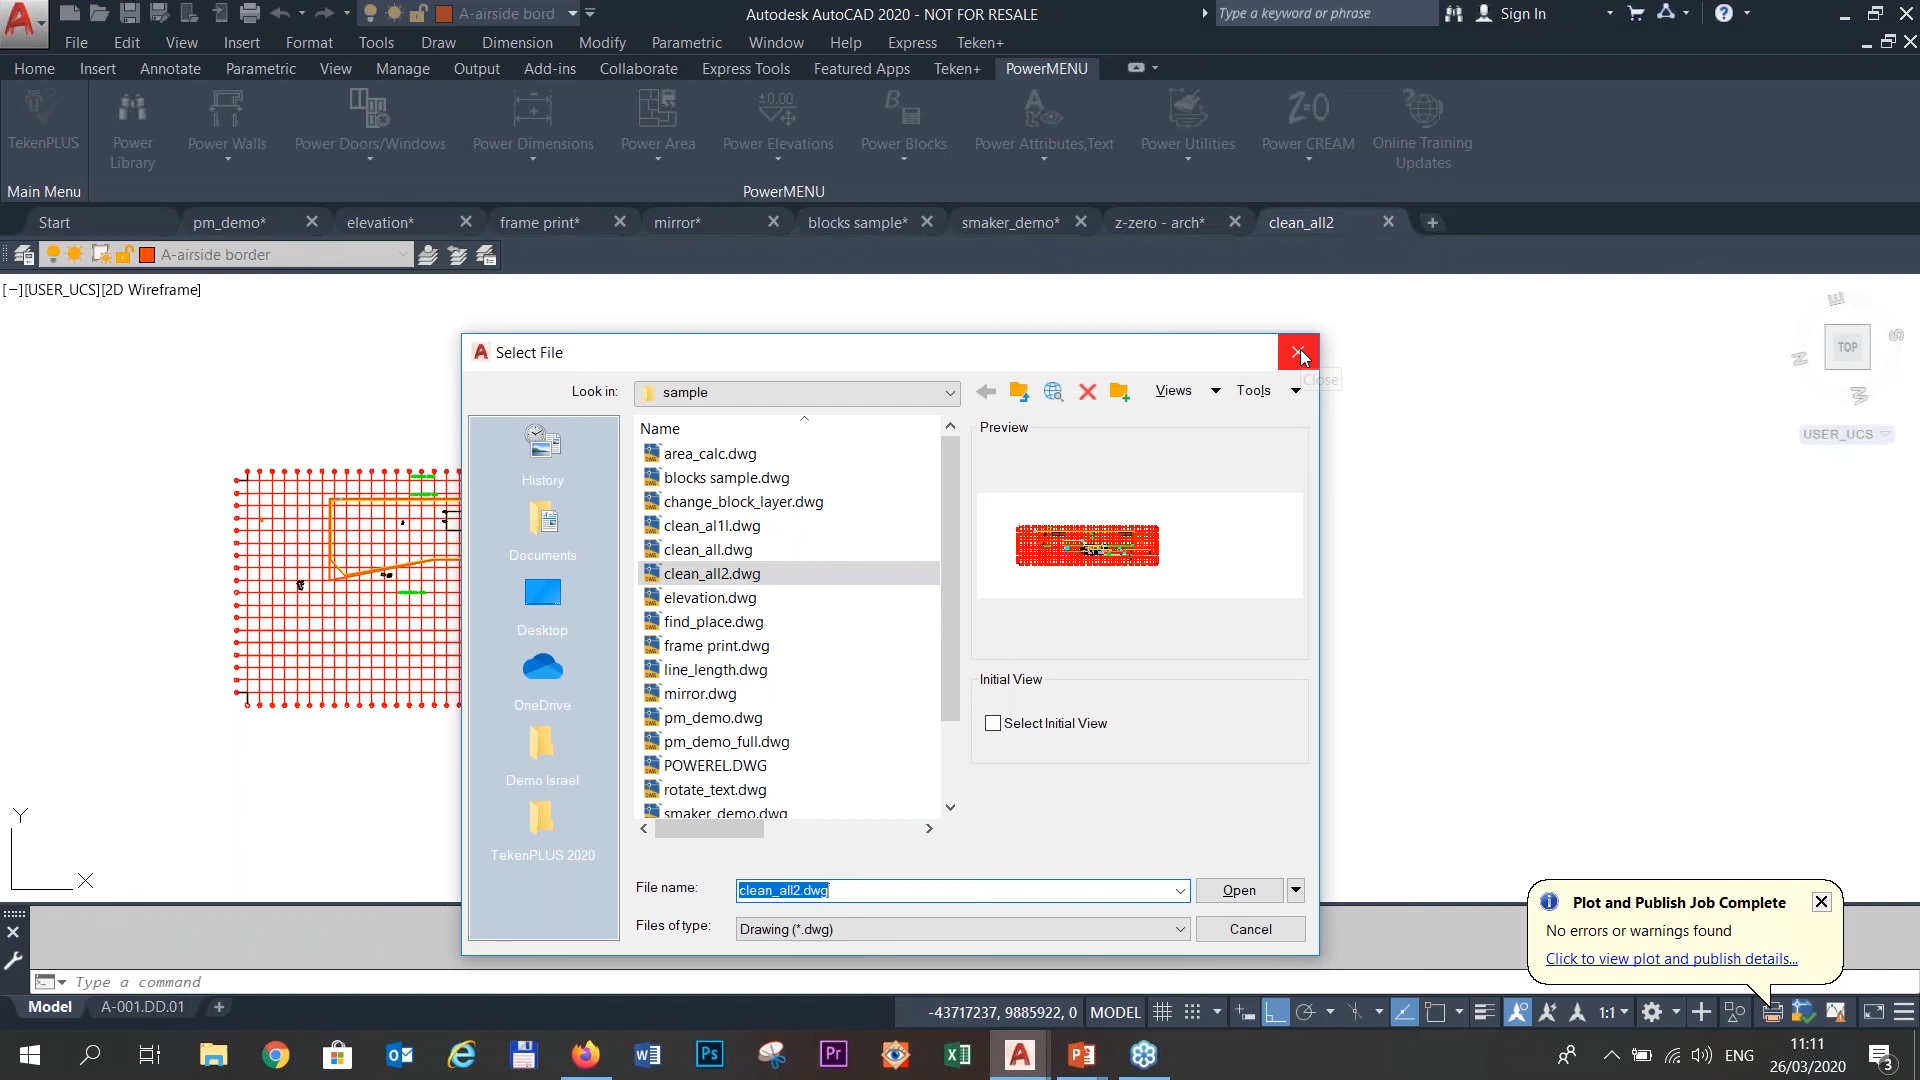 A-airside bord
Autodesk AutoCAD 2020 - NOT FOR RESALE
Type a keyword or phrase
Sign In
File Edit View Insert Format Tools Draw Dimension Modify Parametric Window Help Express Teken+
Home Insert Annotate Parametric View Manage Output Add-ins Collaborate Express Tools Featured Apps Teken+ PowerMENU
TekenPLUS
Power Library
Power Walls
Power Doors/Windows
Power Dimensions
Power Area
±0.00
Power Elevations
Power Blocks
Power Attributes,Text
Power Utilities
Z=0
Power CREAM
Online Training Updates
Main Menu
PowerMENU
Start pm_demo* elevation* frame print* mirror* blocks sample* smaker_demo* z-zero - arch* clean_all2
A-airside border
[−][USER_UCS][2D Wireframe]
E
S
N
TOP
W
USER_UCS
Select File
Close
Look in:
sample
Views
Tools
Name
Preview
area_calc.dwg
blocks sample.dwg
change_block_layer.dwg
clean_al1l.dwg
clean_all.dwg
clean_all2.dwg
elevation.dwg
find_place.dwg
frame print.dwg
line_length.dwg
mirror.dwg
pm_demo.dwg
pm_demo_full.dwg
POWEREL.DWG
rotate_text.dwg
smaker_demo.dwg
History
Documents
Desktop
OneDrive
Demo Israel
TekenPLUS 2020
Initial View
Select Initial View
File name:
clean_all2.dwg
Open
Files of type:
Drawing (*.dwg)
Cancel
Y
X
Plot and Publish Job Complete
No errors or warnings found
Click to view plot and publish details...
Type a command
Model A-001.DD.01
-43717237, 9885922, 0 MODEL
1:1
ENG
11:11
26/03/2020
3